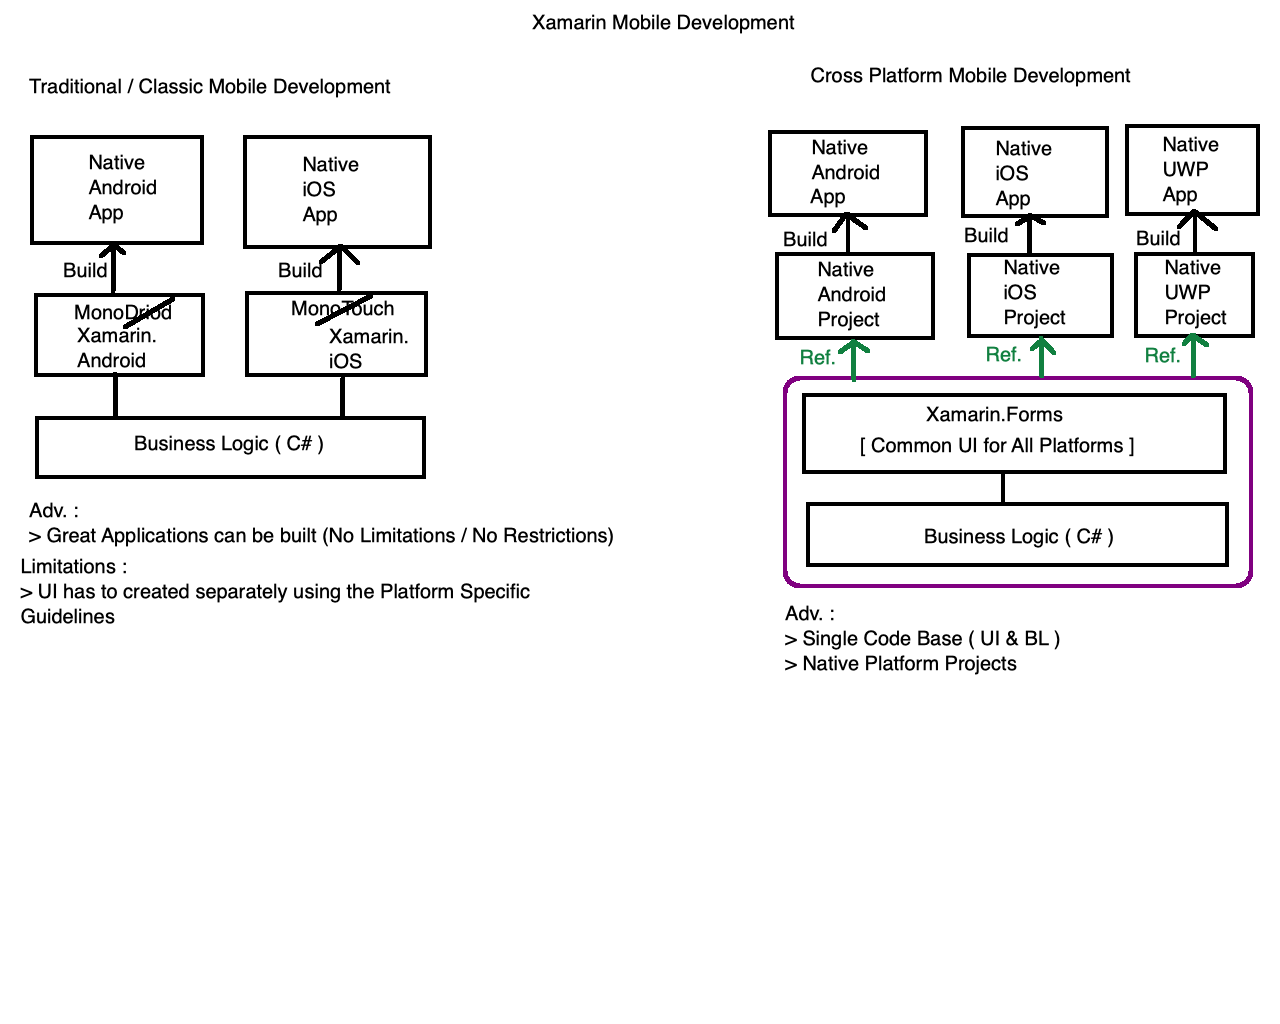 Xamarin Mobile Development
Traditional / Classic Mobile Development
Native
Android
App
Native
iOS
App
Build
Build
MonoDriod
Xamarin.
Android
MonoTouch
Xamarin.
iOS
Business Logic ( C# )
Adv. :
> Great Applications can be built (No Limitations / No Restrictions)
Limitations :
> UI has to created separately using the Platform Specific
Guidelines
Cross Platform Mobile Development
Native
Android
App
Native
iOS
App
Native
UWP
App
Build
Build
Build
Native
Android
Project
Native
iOS
Project
Native
UWP
Project
Ref.
Ref.
Ref.
Xamarin.Forms
[ Common UI for All Platforms ]
Business Logic ( C# )
Adv. :
> Single Code Base ( UI & BL )
> Native Platform Projects